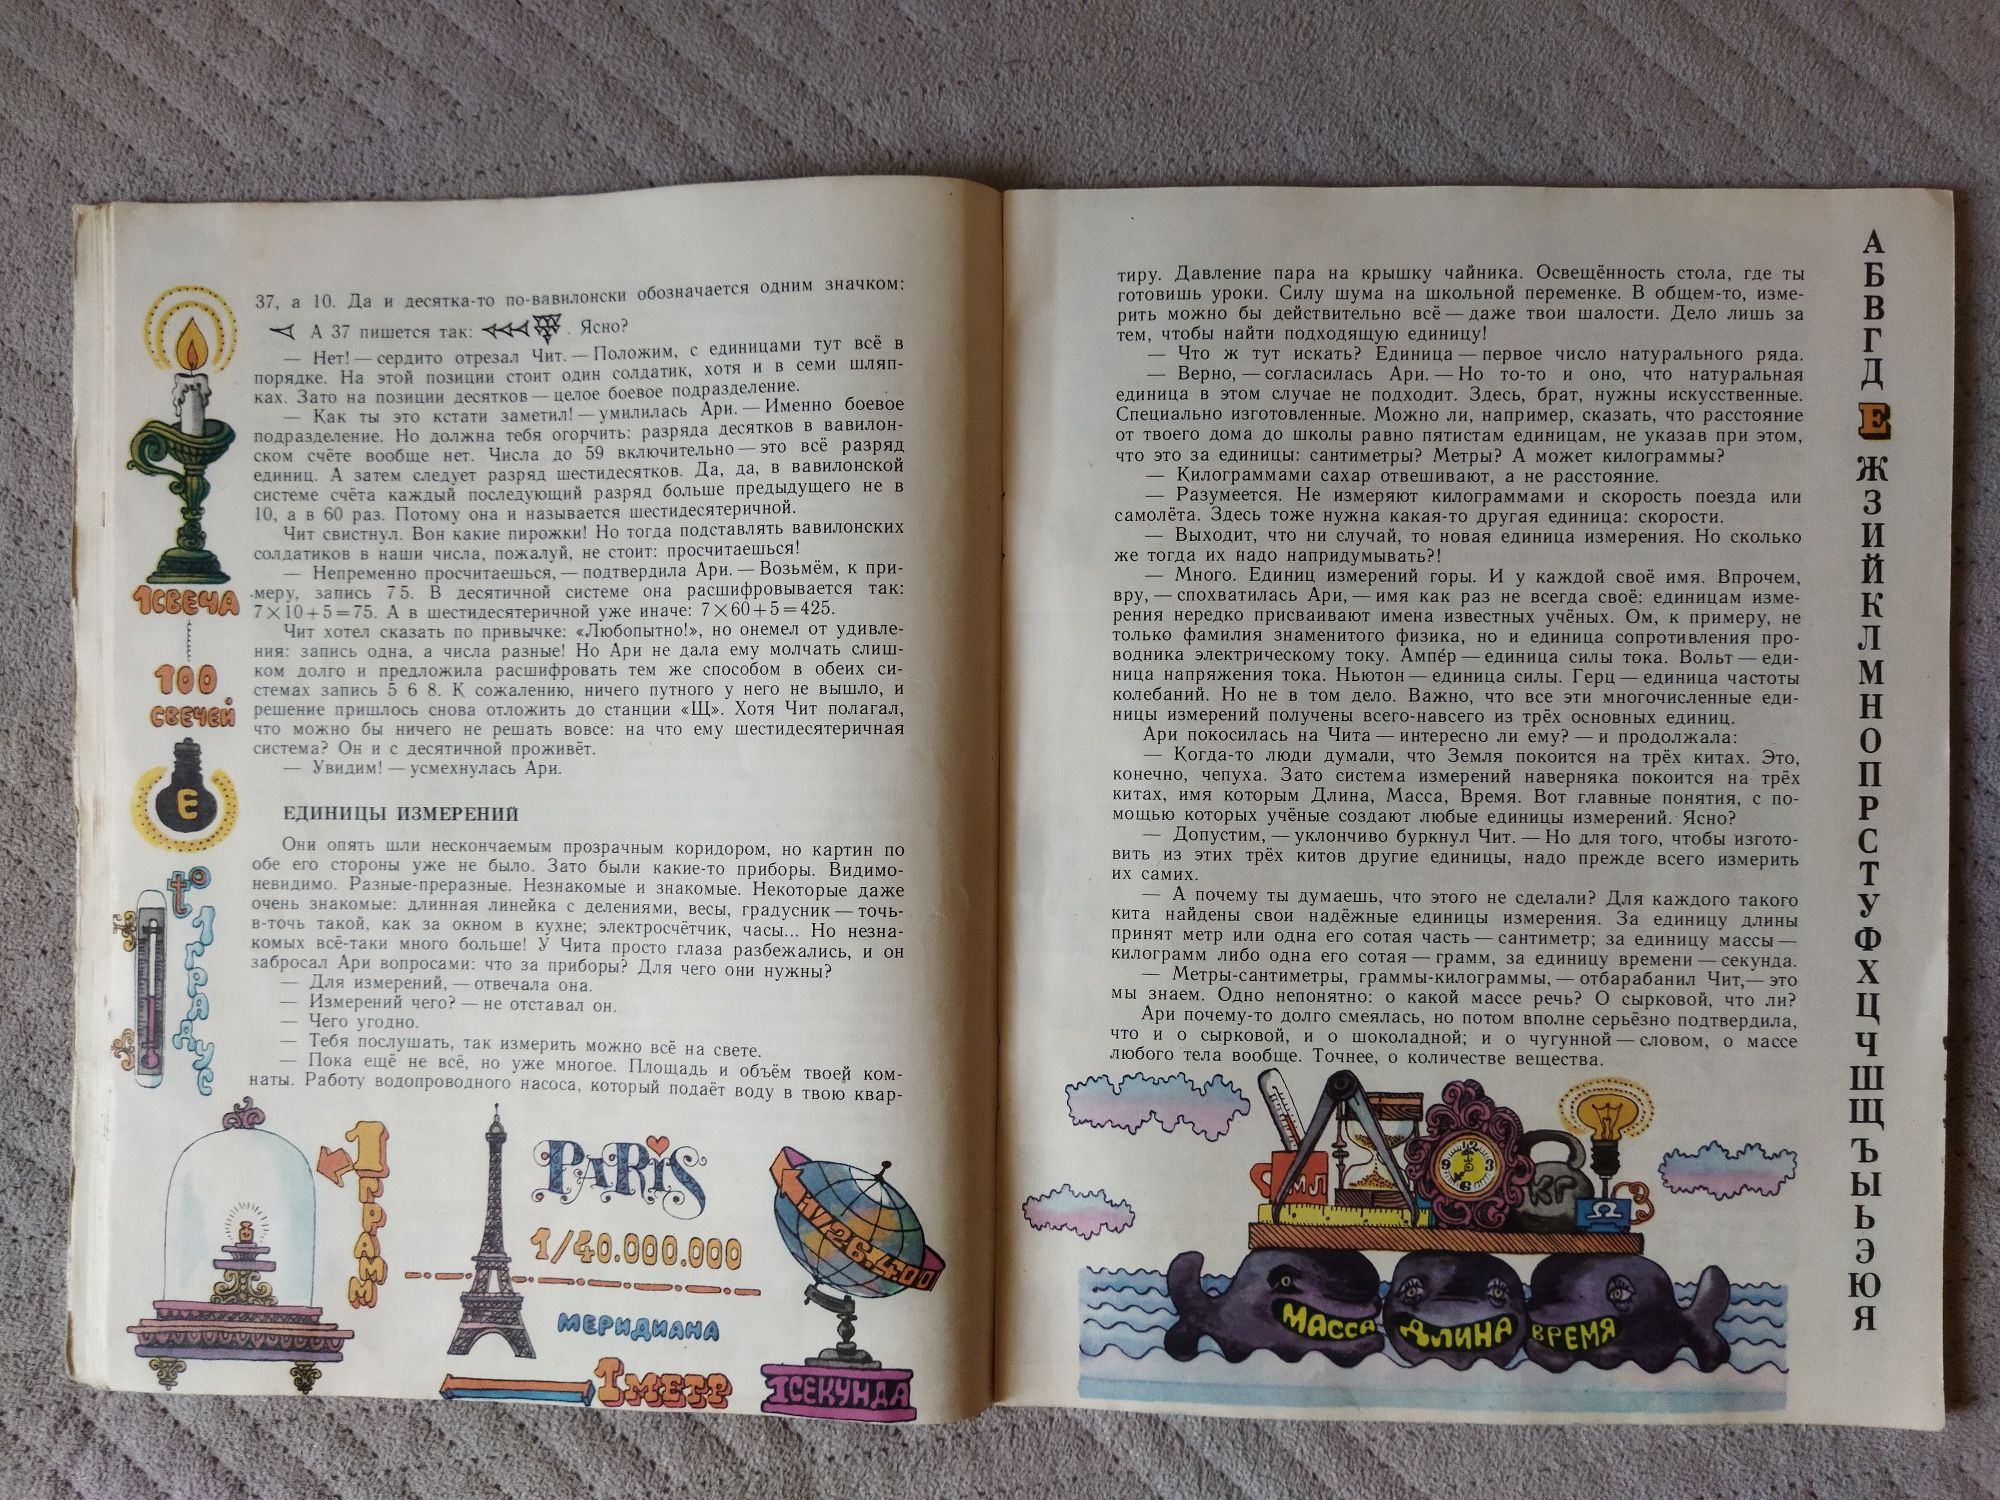 37, а 10. Да и десятка-то по-вавилонски обозначается одним значком:
А 37 пишется так: . Ясно?
— Нет! — сердито отрезал Чит. — Положим, с единицами тут всё в
порядке. На этой позиции стоит один солдатик, хотя и в семи шляп-
ках. Зато на позиции десятков — целое боевое подразделение.
— Как ты это кстати заметил! — умилилась Ари. — Именно боевое
подразделение. Но должна тебя огорчить: разряда десятков в вавилон-
ском счёте вообще нет. Числа до 59 включительно — это всё разряд
единиц. А затем следует разряд шестидесятков. Да, да, в вавилонской
системе счёта каждый последующий разряд больше предыдущего не в
10, а в 60 раз. Потому она и называется шестидесятеричной.
Чит свистнул. Вон какие пирожки! Но тогда подставлять вавилонских
солдатиков в наши числа, пожалуй, не стоит: просчитаешься!
— Непременно просчитаешься, — подтвердила Ари. — Возьмём, к при-
меру, запись 7 5. В десятичной системе она расшифровывается так:
7×10+5=75. А в шестидесятеричной уже иначе: 7×60+5=425.
Чит хотел сказать по привычке: «Любопытно!», но онемел от удивле-
ния: запись одна, а числа разные! Но Ари не дала ему молчать слиш-
ком долго и предложила расшифровать тем же способом в обеих си-
стемах запись 5 6 8. К сожалению, ничего путного у него не вышло, и
решение пришлось снова отложить до станции «Щ». Хотя Чит полагал,
что можно бы ничего не решать вовсе: на что ему шестидесятеричная
система? Он и с десятичной проживёт.
— Увидим! — усмехнулась Ари.
ЕДИНИЦЫ ИЗМЕРЕНИЙ
Они опять шли нескончаемым прозрачным коридором, но картин по
обе его стороны уже не было. Зато были какие-то приборы. Видимо-
невидимо. Разные-преразные. Незнакомые и знакомые. Некоторые даже
очень знакомые: длинная линейка с делениями, весы, градусник — точь-
в-точь такой, как за окном в кухне; электросчётчик, часы... Но незна-
комых всё-таки много больше! У Чита просто глаза разбежались, и он
забросал Ари вопросами: что за приборы? Для чего они нужны?
— Для измерений, — отвечала она.
— Измерений чего? — не отставал он.
— Чего угодно.
— Тебя послушать, так измерить можно всё на свете.
— Пока ещё не всё, но уже многое. Площадь и объём твоей ком-
наты. Работу водопроводного насоса, который подаёт воду в твою квар-
1 СВЕЧА
100
СВЕЧЕЙ
Е
t°
1 ГРАДУС
1 ГРАММ
PARIS
1/40.000.000
МЕРИДИАНА
1 МЕТР
1/26.400
1 СЕКУНДА
тиру. Давление пара на крышку чайника. Освещённость стола, где ты
готовишь уроки. Силу шума на школьной переменке. В общем-то, изме-
рить можно бы действительно всё — даже твои шалости. Дело лишь за
тем, чтобы найти подходящую единицу!
— Что ж тут искать? Единица — первое число натурального ряда.
— Верно, — согласилась Ари. — Но то-то и оно, что натуральная
единица в этом случае не подходит. Здесь, брат, нужны искусственные.
Специально изготовленные. Можно ли, например, сказать, что расстояние
от твоего дома до школы равно пятистам единицам, не указав при этом,
что это за единицы: сантиметры? Метры? А может килограммы?
— Килограммами сахар отвешивают, а не расстояние.
— Разумеется. Не измеряют килограммами и скорость поезда или
самолёта. Здесь тоже нужна какая-то другая единица: скорости.
— Выходит, что ни случай, то новая единица измерения. Но сколько
же тогда их надо напридумывать?!
— Много. Единиц измерений горы. И у каждой своё имя. Впрочем,
вру, — спохватилась Ари, — имя как раз не всегда своё: единицам изме-
рения нередко присваивают имена известных учёных. Ом, к примеру, не
только фамилия знаменитого физика, но и единица сопротивления про-
водника электрическому току. Ампе́р — единица силы тока. Вольт — еди-
ница напряжения тока. Ньютон — единица силы. Герц — единица частоты
колебаний. Но не в том дело. Важно, что все эти многочисленные еди-
ницы измерений получены всего-навсего из трёх основных единиц.
Ари покосилась на Чита — интересно ли ему? — и продолжала:
— Когда-то люди думали, что Земля покоится на трёх китах. Это,
конечно, чепуха. Зато система измерений наверняка покоится на трёх
китах, имя которым Длина, Масса, Время. Вот главные понятия, с по-
мощью которых учёные создают любые единицы измерений. Ясно?
— Допустим, — уклончиво буркнул Чит. — Но для того, чтобы изгото-
вить из этих трёх китов другие единицы, надо прежде всего измерить
их самих.
— А почему ты думаешь, что этого не сделали? Для каждого такого
кита найдены свои надёжные единицы измерения. За единицу длины
принят метр или одна его сотая часть — сантиметр; за единицу массы —
килограмм либо одна его сотая — грамм, за единицу времени — секунда.
— Метры-сантиметры, граммы-килограммы, — отбарабанил Чит,— это
мы знаем. Одно непонятно: о какой массе речь? О сырковой, что ли?
Ари почему-то долго смеялась, но потом вполне серьёзно подтвердила,
что и о сырковой, и о шоколадной; и о чугунной — словом, о массе
любого тела вообще. Точнее, о количестве вещества.
МЛ
12
9
3
6
КГ
Ω
МАССА
ДЛИНА
ВРЕМЯ
А
Б
В
Г
Д
Е
Ж
З
И
Й
К
Л
М
Н
О
П
Р
С
Т
У
Ф
Х
Ц
Ч
Ш
Щ
Ъ
Ы
Ь
Э
Ю
Я